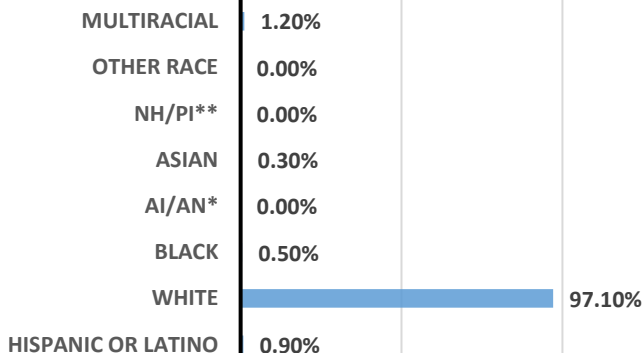 MULTIRACIAL 1.20%
OTHER RACE 0.00%
NH/PI** 0.00%
ASIAN 0.30%
AI/AN* 0.00%
BLACK 0.50%
WHITE 97.10%
HISPANIC OR LATINO 0.90%